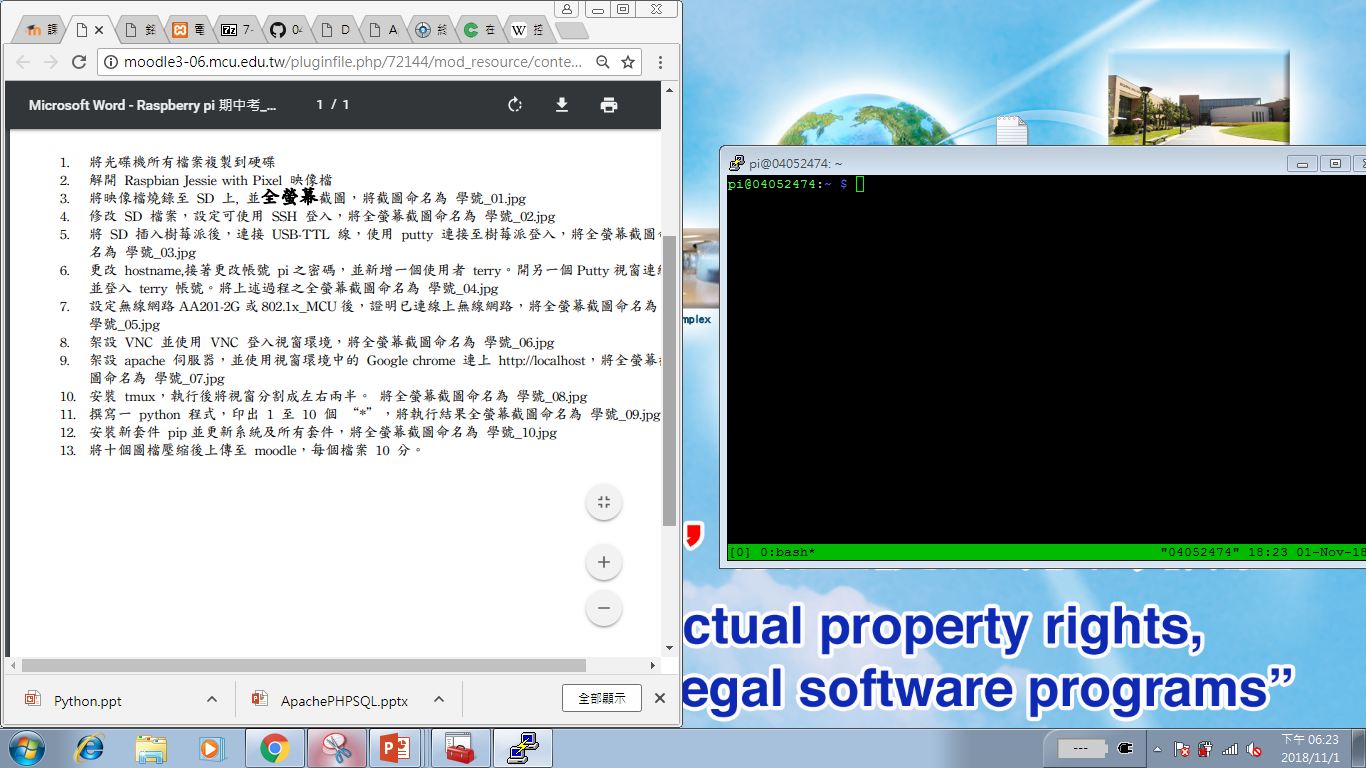 課
銘
電
7z 7-
04
D
A
終
在
W 控
moodle3-06.mcu.edu.tw/pluginfile.php/72144/mod_resource/conte...
Microsoft Word - Raspberry pi 期中考_...
1 / 1
1. 將光碟機所有檔案複製到硬碟
2. 解開 Raspbian Jessie with Pixel 映像檔
3. 將映像檔燒錄至 SD 上, 並全螢幕截圖，將截圖命名為 學號_01.jpg
4. 修改 SD 檔案，設定可使用 SSH 登入，將全螢幕截圖命名為 學號_02.jpg
5. 將 SD 插入樹莓派後，連接 USB-TTL 線，使用 putty 連接至樹莓派登入，將全螢幕截圖命
名為 學號_03.jpg
6. 更改 hostname,接著更改帳號 pi 之密碼，並新增一個使用者 terry。開另一個 Putty 視窗連線
並登入 terry 帳號。將上述過程之全螢幕截圖命名為 學號_04.jpg
7. 設定無線網路 AA201-2G 或 802.1x_MCU 後，證明已連線上無線網路，將全螢幕截圖命名為
學號_05.jpg
8. 架設 VNC 並使用 VNC 登入視窗環境，將全螢幕截圖命名為 學號_06.jpg
9. 架設 apache 伺服器，並使用視窗環境中的 Google chrome 連上 http://localhost，將全螢幕截
圖命名為 學號_07.jpg
10. 安裝 tmux，執行後將視窗分割成左右兩半。 將全螢幕截圖命名為 學號_08.jpg
11. 撰寫一 python 程式，印出 1 至 10 個 “*”，將執行結果全螢幕截圖命名為 學號_09.jpg
12. 安裝新套件 pip 並更新系統及所有套件，將全螢幕截圖命名為 學號_10.jpg
13. 將十個圖檔壓縮後上傳至 moodle，每個檔案 10 分。
Python.ppt
ApachePHPSQL.pptx
全部顯示
mplex
pi@04052474: ~
pi@04052474:~ $
[0] 0:bash*
"04052474" 18:23 01-Nov-18
ctual property rights,
egal software programs”
---
下午 06:23
2018/11/1